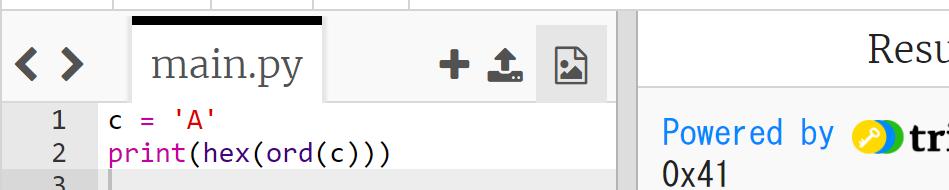 main.py
Resu
1 c = 'A'
2 print(hex(ord(c)))
3
Powered by tri
0x41